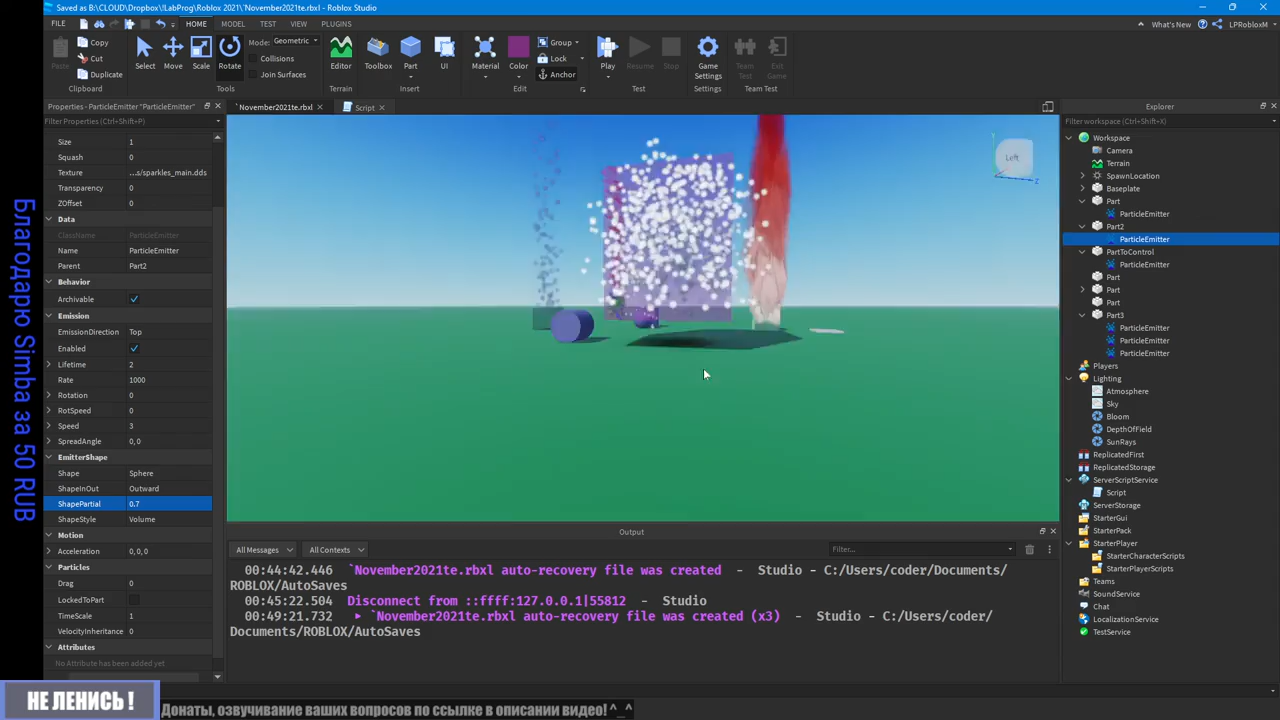 Saved as B:\CLOUD\Dropbox\!LabProg\Roblox 2021\`November2021te.rbxl - Roblox Studio
FILE HOME MODEL TEST VIEW PLUGINS What's New LPRobloxM
Paste Copy Cut Duplicate Select Move Scale Rotate Mode: Geometric Collisions Join Surfaces Editor Toolbox Part UI Material Color Group Lock Anchor Play Resume Stop Game Settings Team Test Exit Game
Clipboard Tools Terrain Insert Edit Test Settings Team Test
Properties - ParticleEmitter "ParticleEmitter"
Filter Properties (Ctrl+Shift+P)
Size 1
Squash 0
Texture ...s/sparkles_main.dds
Transparency 0
ZOffset 0
Data
ClassName ParticleEmitter
Name ParticleEmitter
Parent Part2
Behavior
Archivable
Emission
EmissionDirection Top
Enabled
Lifetime 2
Rate 1000
Rotation 0
RotSpeed 0
Speed 3
SpreadAngle 0, 0
EmitterShape
Shape Sphere
ShapeInOut Outward
ShapePartial 0.7
ShapeStyle Volume
Motion
Acceleration 0, 0, 0
Particles
Drag 0
LockedToPart
TimeScale 1
VelocityInheritance 0
Attributes
No Attribute has been added yet
`November2021te.rbxl Script
Left
Output
All Messages All Contexts Filter...
00:44:42.446 `November2021te.rbxl auto-recovery file was created - Studio - C:/Users/coder/Documents/
ROBLOX/AutoSaves
00:45:22.504 Disconnect from ::ffff:127.0.0.1|55812 - Studio
00:49:21.732 `November2021te.rbxl auto-recovery file was created (x3) - Studio - C:/Users/coder/
Documents/ROBLOX/AutoSaves
Explorer
Filter workspace (Ctrl+Shift+X)
Workspace
Camera
Terrain
SpawnLocation
Baseplate
Part
ParticleEmitter
Part2
ParticleEmitter
PartToControl
ParticleEmitter
Part
Part
Part
Part3
ParticleEmitter
ParticleEmitter
ParticleEmitter
Players
Lighting
Atmosphere
Sky
Bloom
DepthOfField
SunRays
ReplicatedFirst
ReplicatedStorage
ServerScriptService
Script
ServerStorage
StarterGui
StarterPack
StarterPlayer
StarterCharacterScripts
StarterPlayerScripts
Teams
SoundService
Chat
LocalizationService
TestService
Благодарю Simba за 50 RUB
НЕ ЛЕНИСЬ !
Донаты, озвучивание ваших вопросов по ссылке в описании видео! ^_^